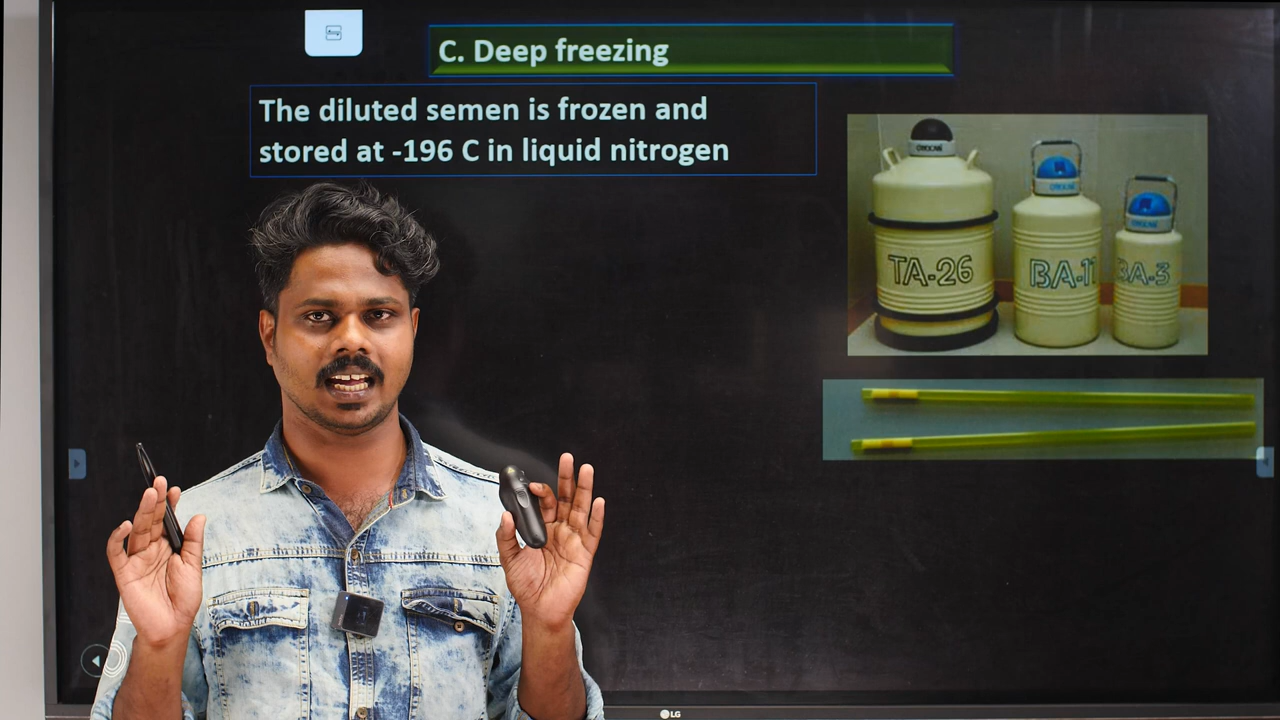 C. Deep freezing
The diluted semen is frozen and
stored at -196 C in liquid nitrogen
TA-26
BA-11
BA-3
LG